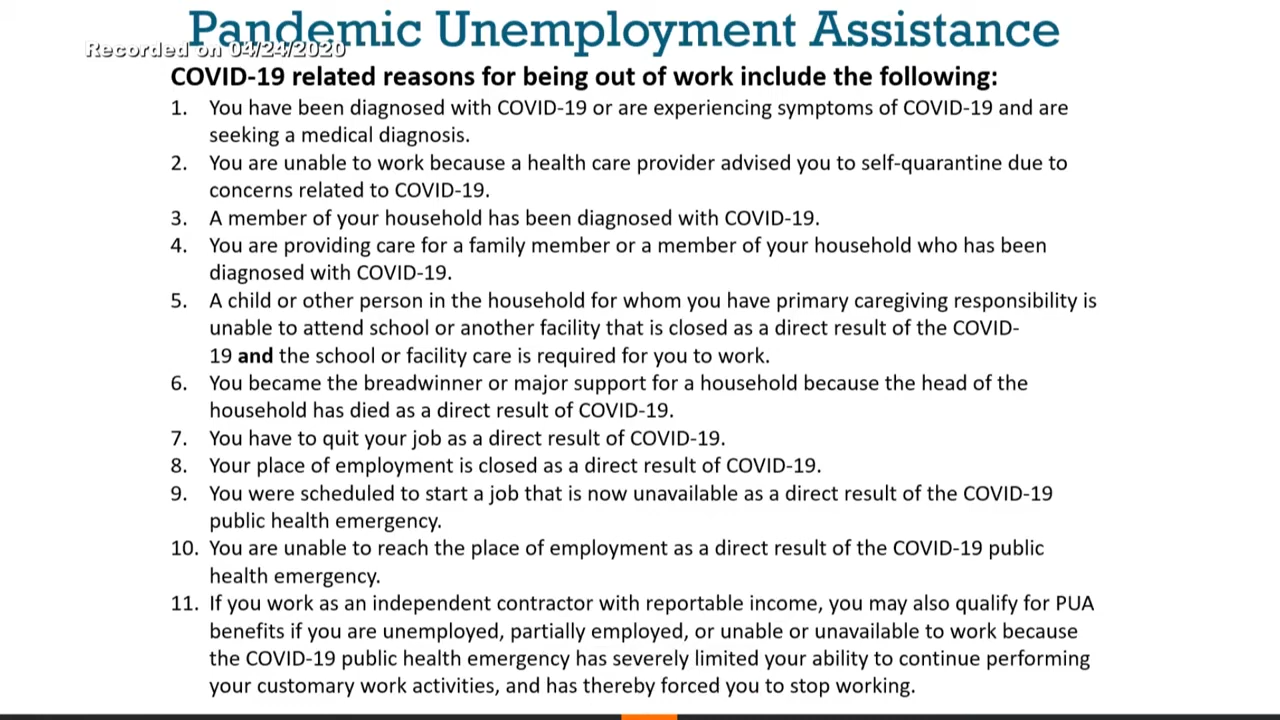 Pandemic Unemployment Assistance
Recorded on 04/24/2020
COVID-19 related reasons for being out of work include the following:
1. You have been diagnosed with COVID-19 or are experiencing symptoms of COVID-19 and are
seeking a medical diagnosis.
2. You are unable to work because a health care provider advised you to self-quarantine due to
concerns related to COVID-19.
3. A member of your household has been diagnosed with COVID-19.
4. You are providing care for a family member or a member of your household who has been
diagnosed with COVID-19.
5. A child or other person in the household for whom you have primary caregiving responsibility is
unable to attend school or another facility that is closed as a direct result of the COVID-
19 and the school or facility care is required for you to work.
6. You became the breadwinner or major support for a household because the head of the
household has died as a direct result of COVID-19.
7. You have to quit your job as a direct result of COVID-19.
8. Your place of employment is closed as a direct result of COVID-19.
9. You were scheduled to start a job that is now unavailable as a direct result of the COVID-19
public health emergency.
10. You are unable to reach the place of employment as a direct result of the COVID-19 public
health emergency.
11. If you work as an independent contractor with reportable income, you may also qualify for PUA
benefits if you are unemployed, partially employed, or unable or unavailable to work because
the COVID-19 public health emergency has severely limited your ability to continue performing
your customary work activities, and has thereby forced you to stop working.